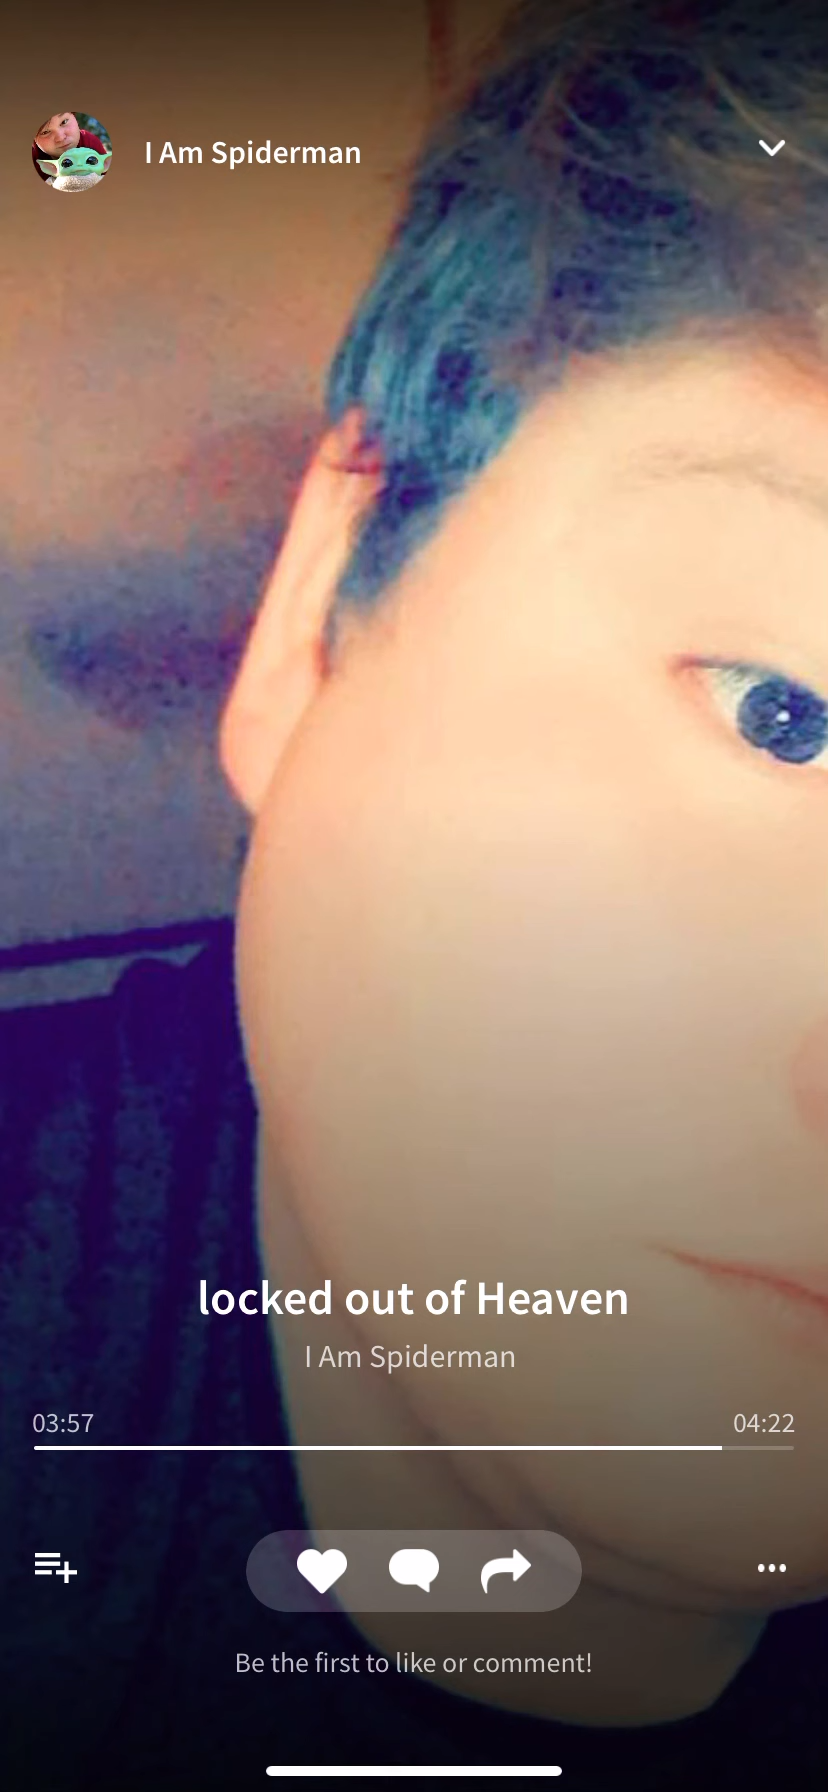 I Am Spiderman
locked out of Heaven
I Am Spiderman
03:57 04:22
Be the first to like or comment!